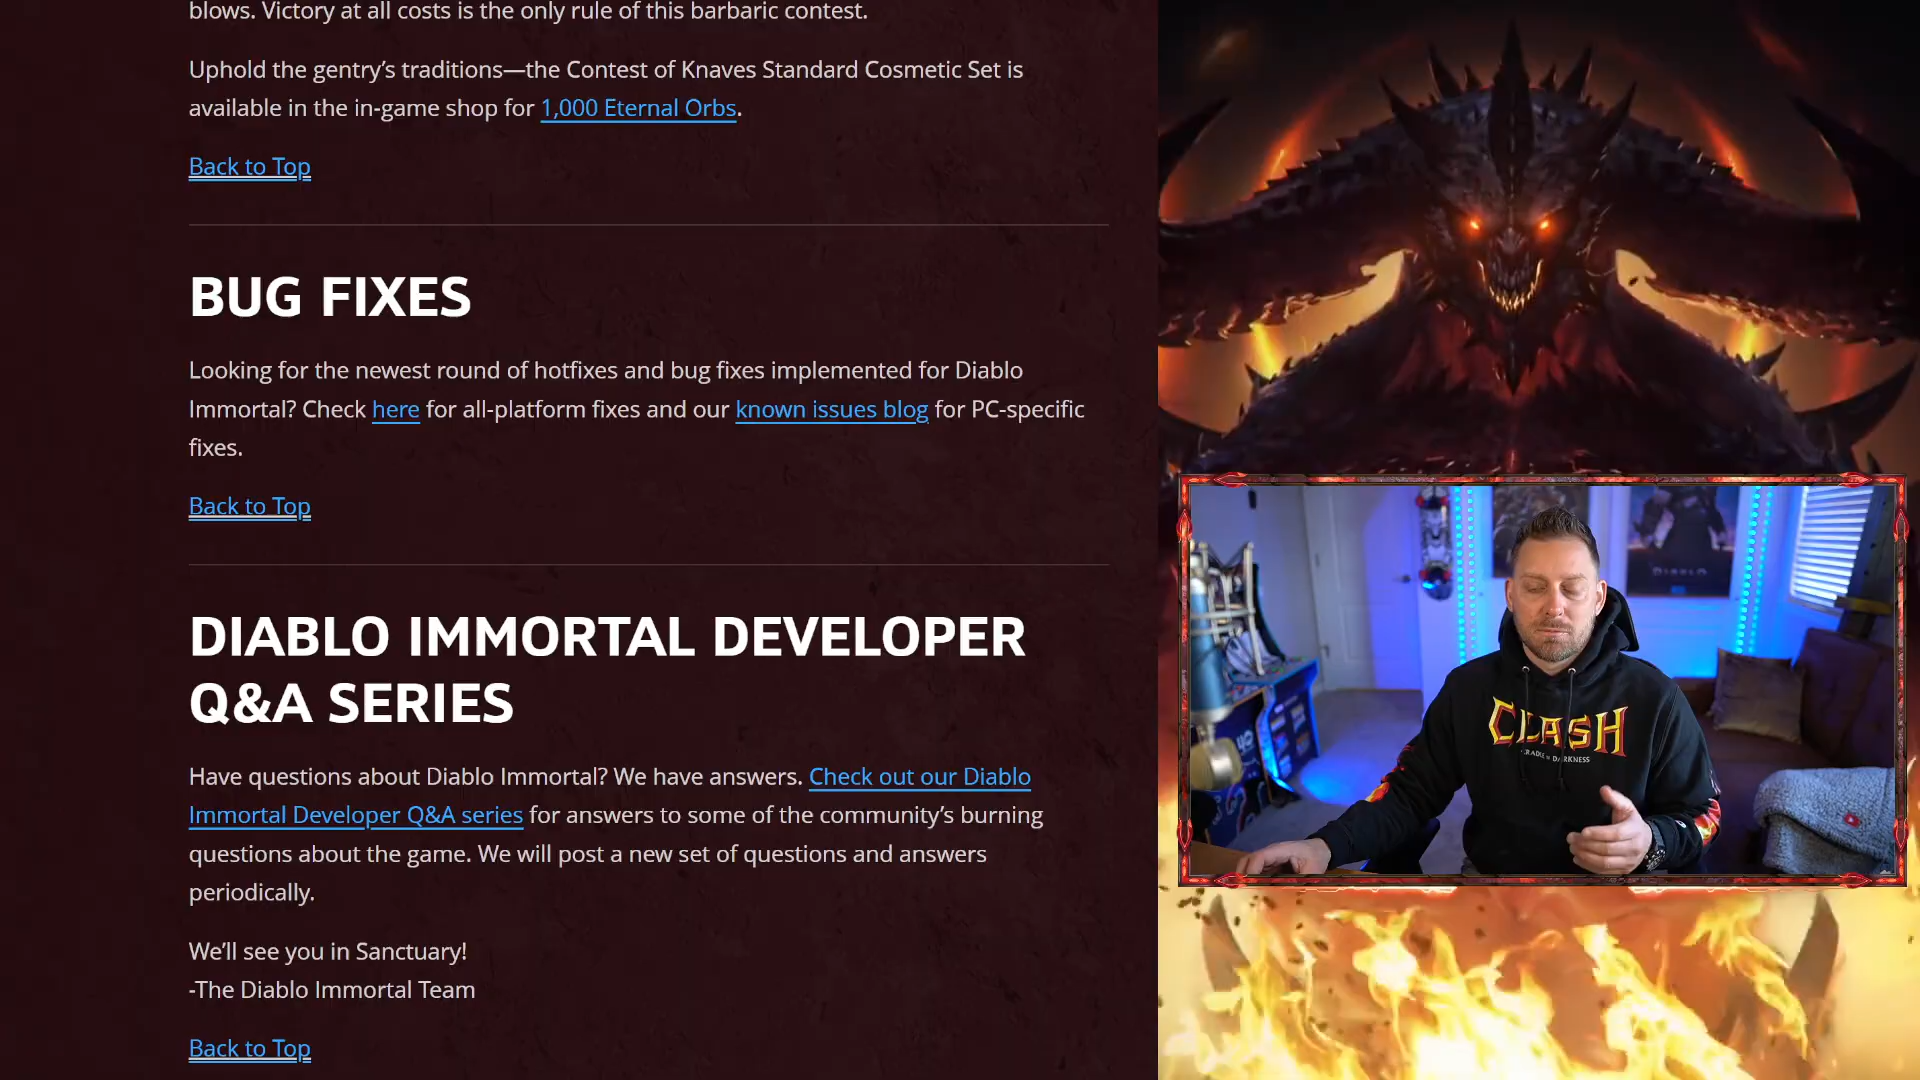 blows. Victory at all costs is the only rule of this barbaric contest.
Uphold the gentry’s traditions—the Contest of Knaves Standard Cosmetic Set is
available in the in-game shop for 1,000 Eternal Orbs.
Back to Top
BUG FIXES
Looking for the newest round of hotfixes and bug fixes implemented for Diablo
Immortal? Check here for all-platform fixes and our known issues blog for PC-specific
fixes.
Back to Top
DIABLO IMMORTAL DEVELOPER
Q&A SERIES
Have questions about Diablo Immortal? We have answers. Check out our Diablo
Immortal Developer Q&A series for answers to some of the community’s burning
questions about the game. We will post a new set of questions and answers
periodically.
We’ll see you in Sanctuary!
-The Diablo Immortal Team
Back to Top
DIABLO
CLASH
CRADLE OF DARKNESS